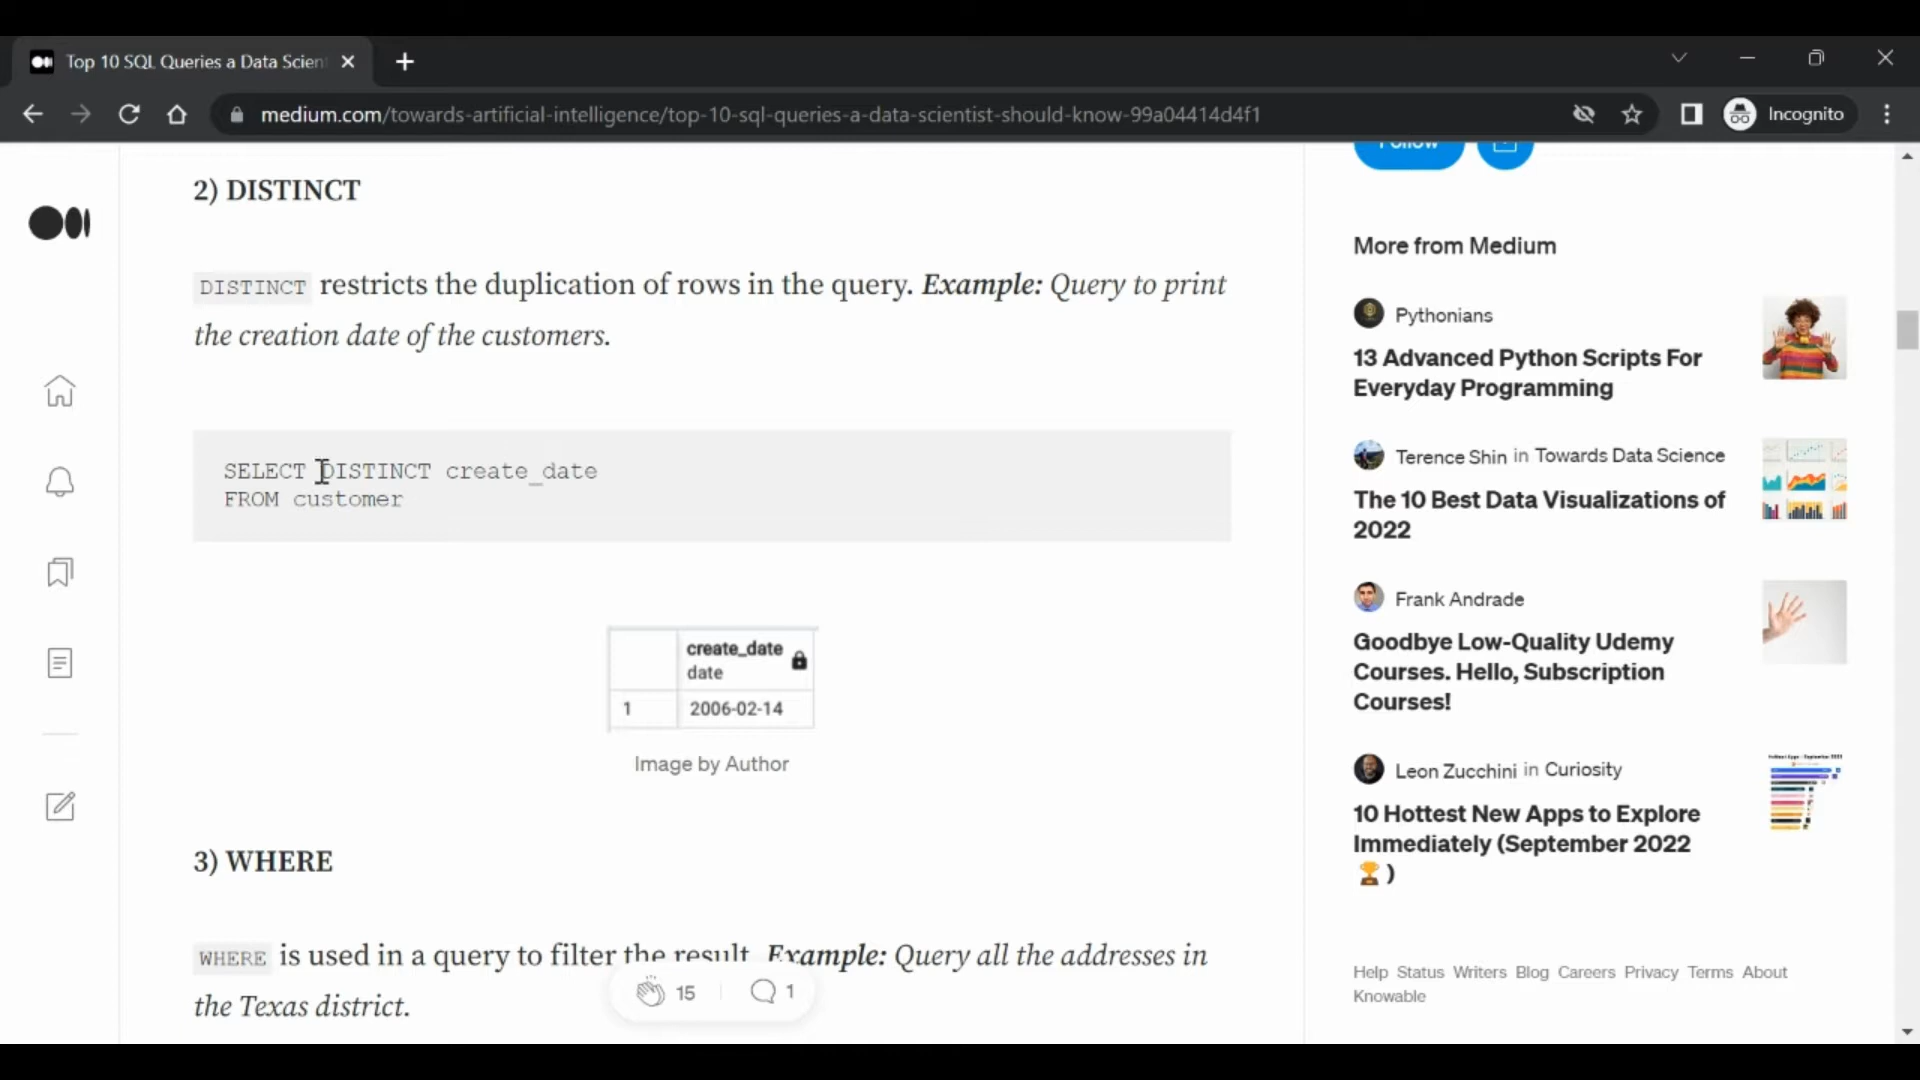 Top 10 SQL Queries a Data Scien
medium.com/towards-artificial-intelligence/top-10-sql-queries-a-data-scientist-should-know-99a04414d4f1
Incognito
2) DISTINCT
DISTINCT restricts the duplication of rows in the query. Example: Query to print
the creation date of the customers.
SELECT DISTINCT create_date
FROM customer
create_date
date
1 2006-02-14
Image by Author
3) WHERE
WHERE is used in a query to filter the result. Example: Query all the addresses in
the Texas district.
15
1
Follow
More from Medium
Pythonians
13 Advanced Python Scripts For
Everyday Programming
Terence Shin in Towards Data Science
The 10 Best Data Visualizations of
2022
Frank Andrade
Goodbye Low-Quality Udemy
Courses. Hello, Subscription
Courses!
Leon Zucchini in Curiosity
10 Hottest New Apps to Explore
Immediately (September 2022
🏆 )
Help Status Writers Blog Careers Privacy Terms About
Knowable